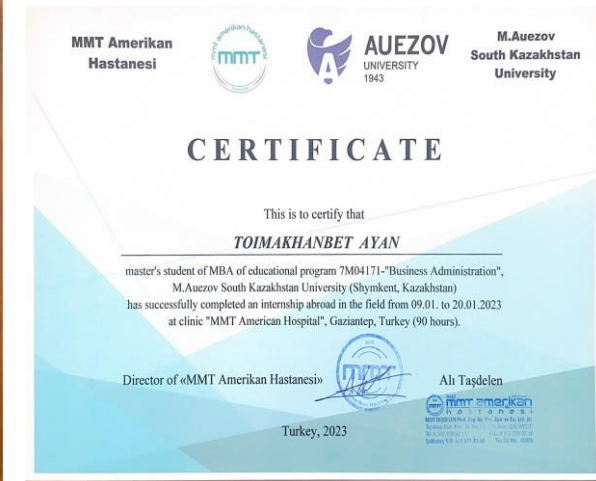 MMT Amerikan
Hastanesi
mmt
AUEZOV
UNIVERSITY
1943
M.Auezov
South Kazakhstan
University
CERTIFICATE
This is to certify that
TOIMAKHANBET AYAN
master's student of MBA of educational program 7M04171-"Business Administration",
M.Auezov South Kazakhstan University (Shymkent, Kazakhstan)
has successfully completed an internship abroad in the field from 09.01. to 20.01.2023
at clinic "MMT American Hospital", Gaziantep, Turkey (90 hours).
Director of «MMT Amerikan Hastanesi»
mmt
Alı Taşdelen
mmt amerikan
hastanesi
Turkey, 2023